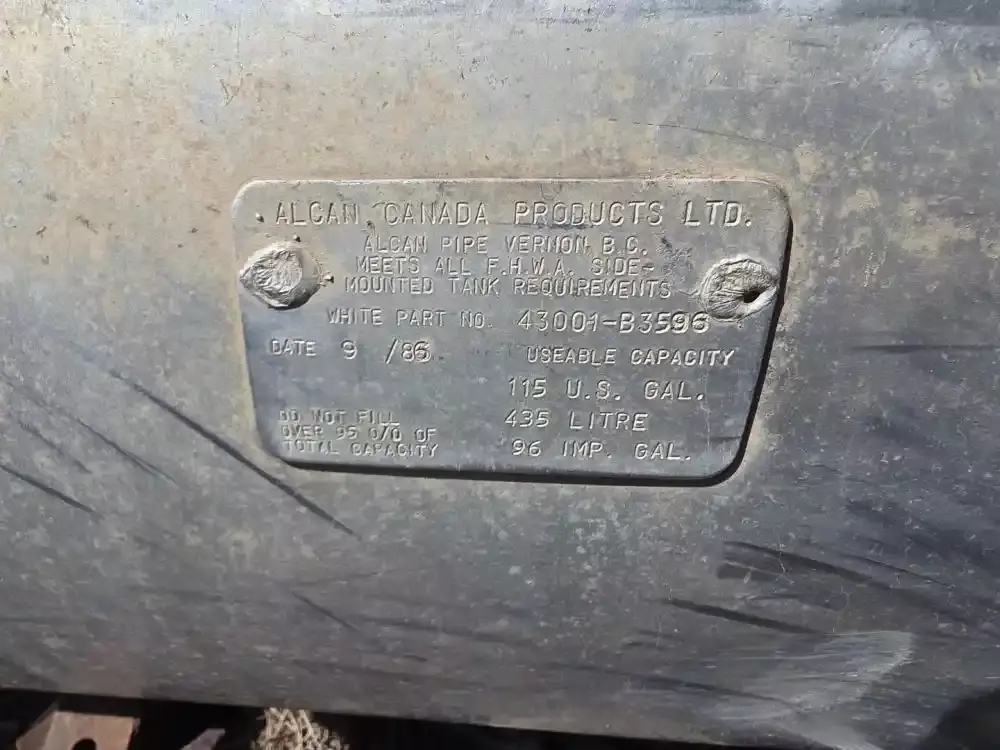 ALCAN CANADA PRODUCTS LTD.
ALCAN PIPE VERNON B.C.
MEETS ALL F.H.W.A. SIDE-
MOUNTED TANK REQUIREMENTS
WHITE PART NO. 43001-B3596
DATE 9 /86 USEABLE CAPACITY
115 U.S. GAL.
DO NOT FILL 435 LITRE
OVER 95 O/O OF
TOTAL CAPACITY 96 IMP. GAL.